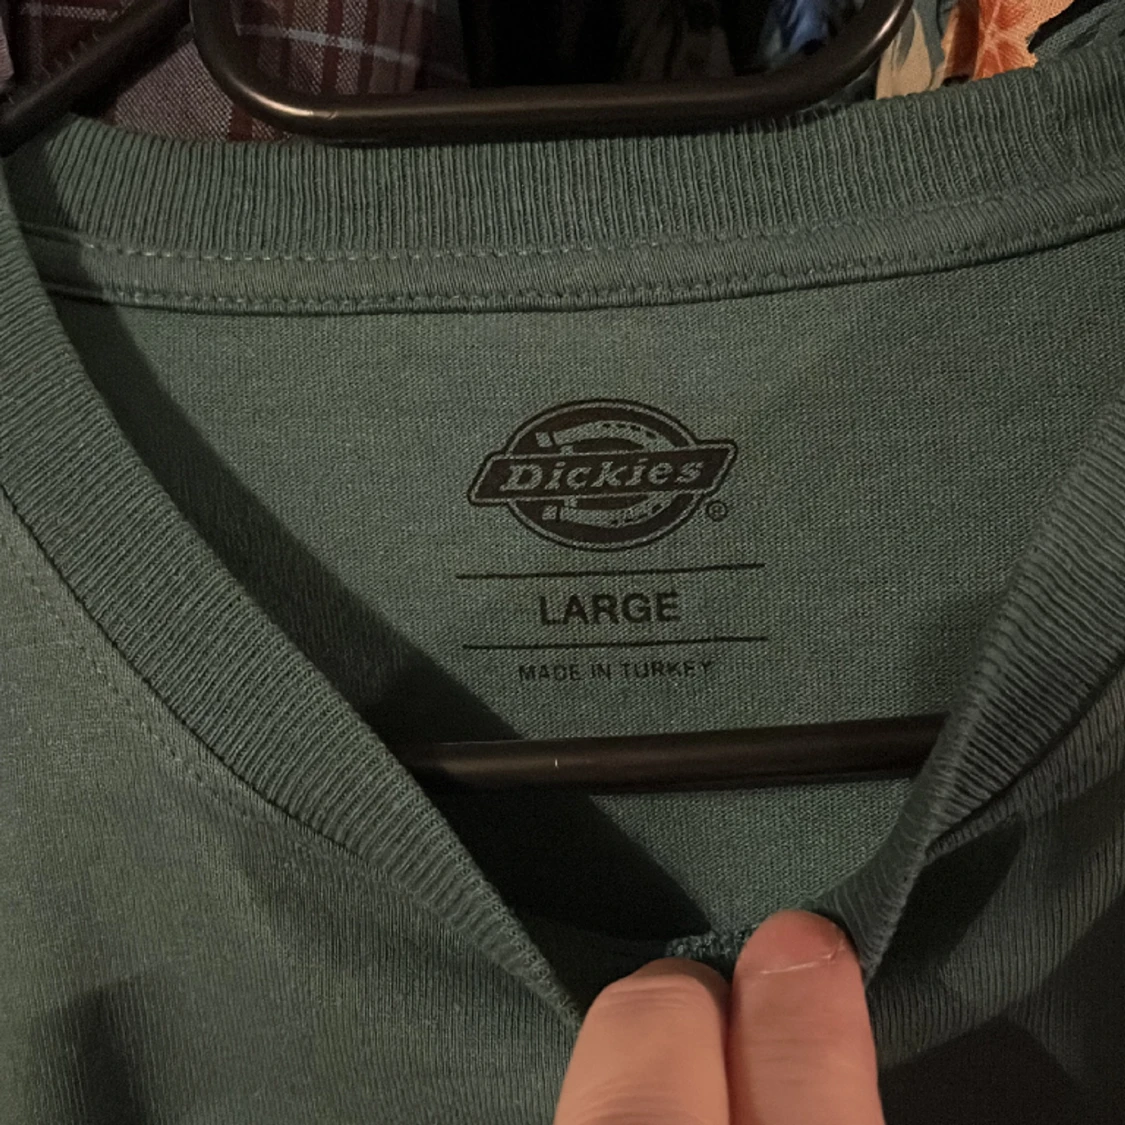 Dickies
®
LARGE
MADE IN TURKEY